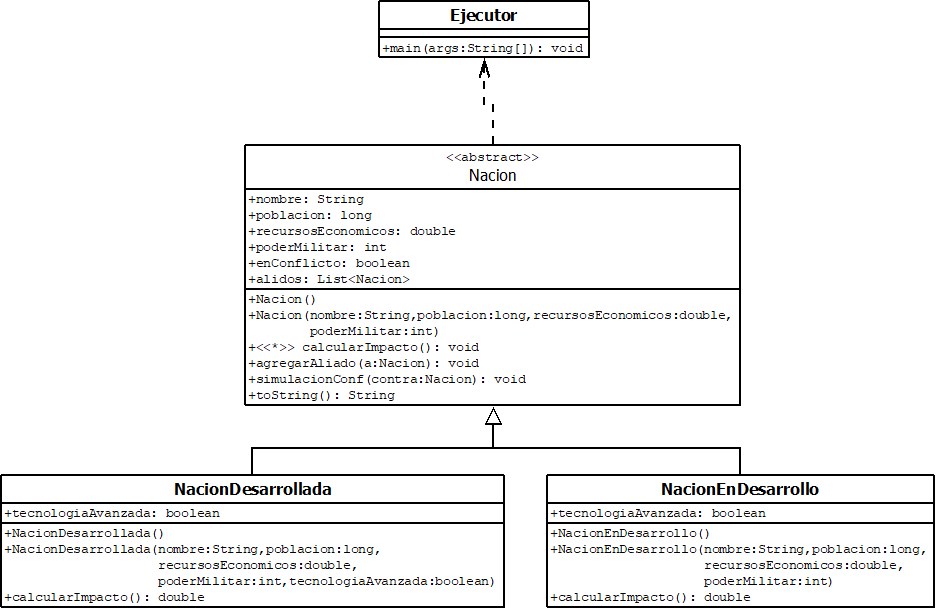 Ejecutor
+main(args:String[]): void
<<abstract>>
Nacion
+nombre: String
+poblacion: long
+recursosEconomicos: double
+poderMilitar: int
+enConflicto: boolean
+alidos: List<Nacion>
+Nacion()
+Nacion(nombre:String,poblacion:long,recursosEconomicos:double,
poderMilitar:int)
+<<*>> calcularImpacto(): void
+agregarAliado(a:Nacion): void
+simulacionConf(contra:Nacion): void
+toString(): String
NacionDesarrollada
+tecnologiaAvanzada: boolean
+NacionDesarrollada()
+NacionDesarrollada(nombre:String,poblacion:long,
recursosEconomicos:double,
poderMilitar:int,tecnologiaAvanzada:boolean)
+calcularImpacto(): double
NacionEnDesarrollo
+tecnologiaAvanzada: boolean
+NacionEnDesarrollo()
+NacionEnDesarrollo(nombre:String,poblacion:long,
recursosEconomicos:double,
poderMilitar:int)
+calcularImpacto(): double